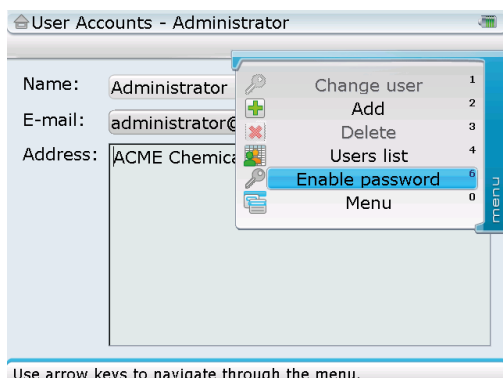 User Accounts - Administrator
Name: Administrator
E-mail: administrator@
Address: ACME Chemica
Change user 1
Add 2
Delete 3
Users list 4
Enable password 6
Menu 0
menu
Use arrow keys to navigate through the menu.